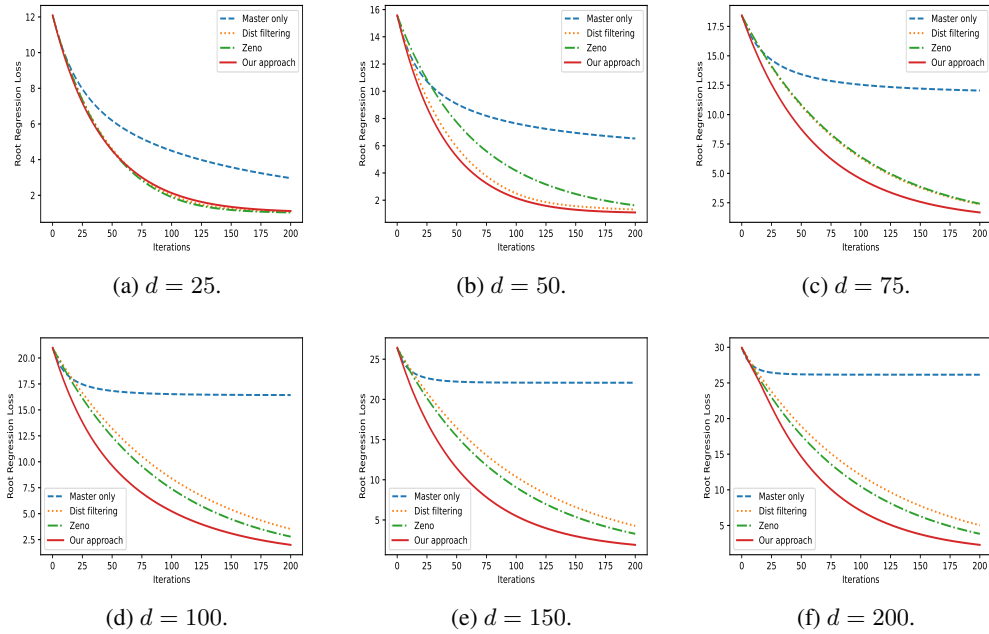 Root Regression Loss
12
10
8
6
4
2
Master only
Dist filtering
Zeno
Our approach
0 25 50 75 100 125 150 175 200
Iterations
(a) d = 25.
Root Regression Loss
16
14
12
10
8
6
4
2
Master only
Dist filtering
Zeno
Our approach
0 25 50 75 100 125 150 175 200
Iterations
(b) d = 50.
Root Regression Loss
17.5
15.0
12.5
10.0
7.5
5.0
2.5
Master only
Dist filtering
Zeno
Our approach
0 25 50 75 100 125 150 175 200
Iterations
(c) d = 75.
Root Regression Loss
20.0
17.5
15.0
12.5
10.0
7.5
5.0
2.5
Master only
Dist filtering
Zeno
Our approach
0 25 50 75 100 125 150 175 200
Iterations
(d) d = 100.
Root Regression Loss
25
20
15
10
5
Master only
Dist filtering
Zeno
Our approach
0 25 50 75 100 125 150 175 200
Iterations
(e) d = 150.
Root Regression Loss
30
25
20
15
10
5
Master only
Dist filtering
Zeno
Our approach
0 25 50 75 100 125 150 175 200
Iterations
(f) d = 200.